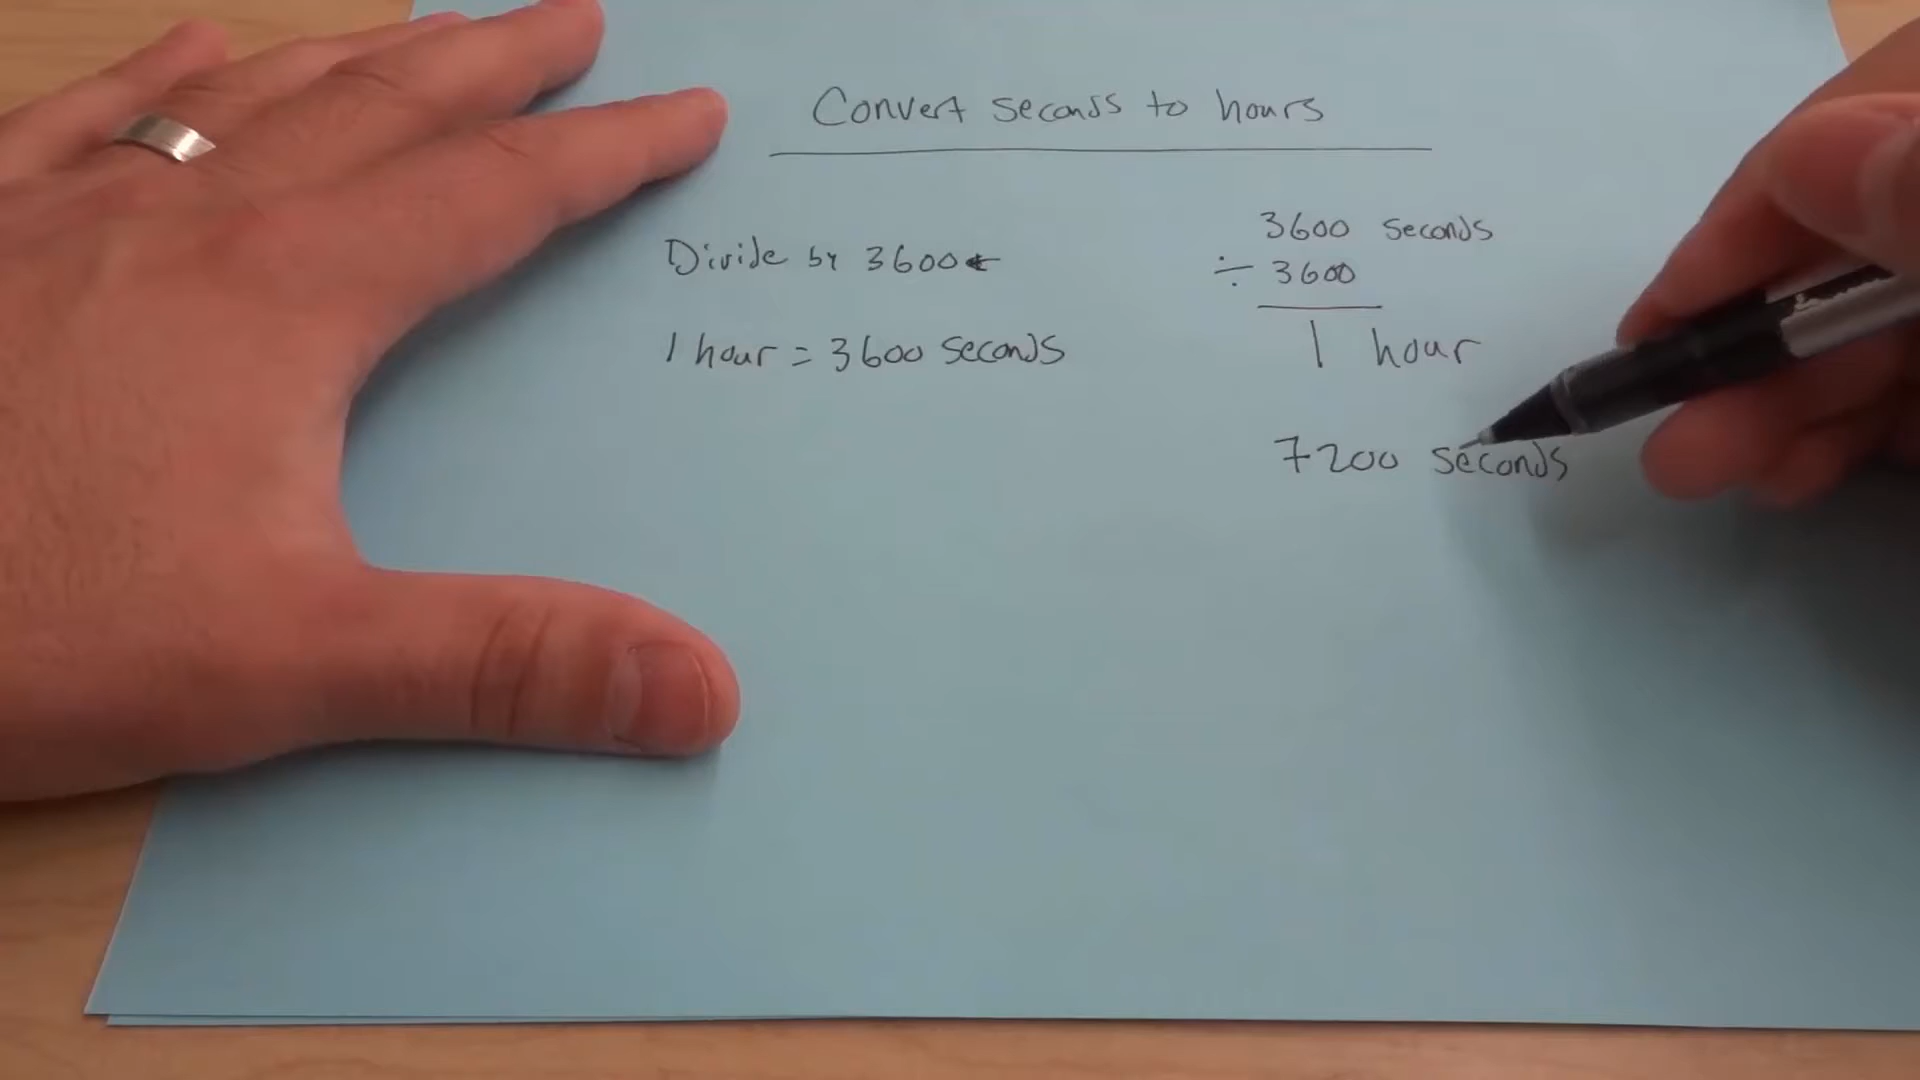 Convert seconds to hours
Divide by 3600←
1 hour = 3600 seconds
3600 seconds
÷ 3600
1 hour
7200 seconds